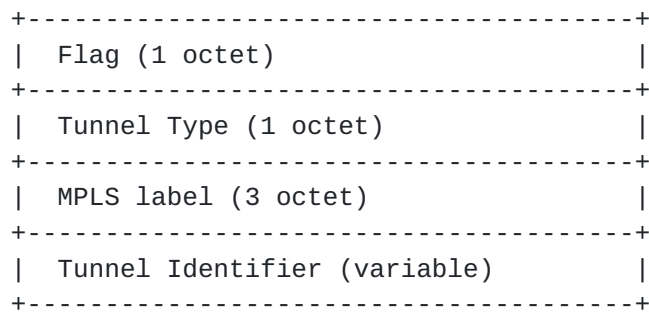 +---------------------------------------+
|  Flag (1 octet)                       |
+---------------------------------------+
|  Tunnel Type (1 octet)                |
+---------------------------------------+
|  MPLS label (3 octet)                 |
+---------------------------------------+
|  Tunnel Identifier (variable)         |
+---------------------------------------+